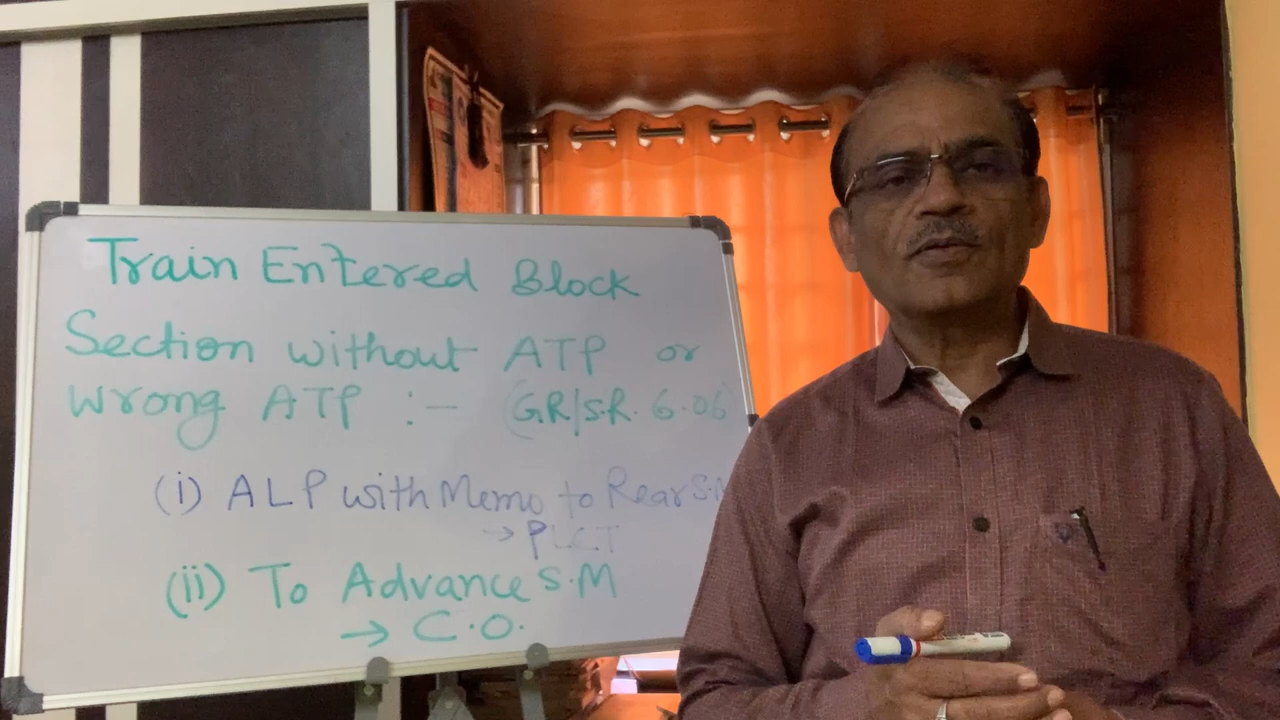 Train Entered Block
Section without ATP or
Wrong ATP :- (G.R/S.R. 6.06
(i) ALP with Memo to Rear S.M
→ PLCT
(ii) To Advance S.M
→ C.O.